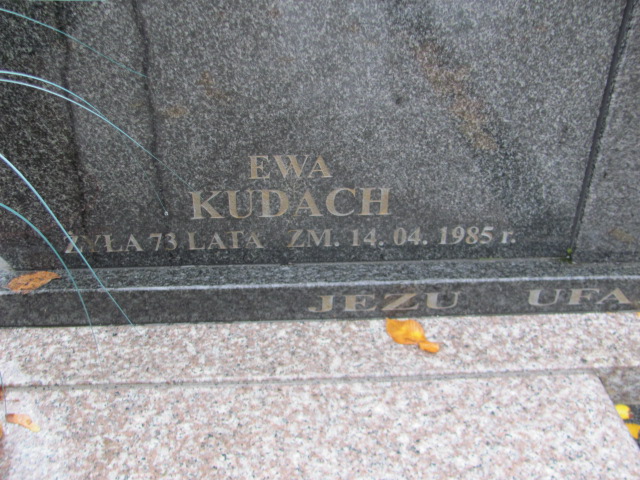 EWA
KUDACH
ŻYŁA 73 LATA ZM. 14. 04. 1985 r.
JEZU UFA